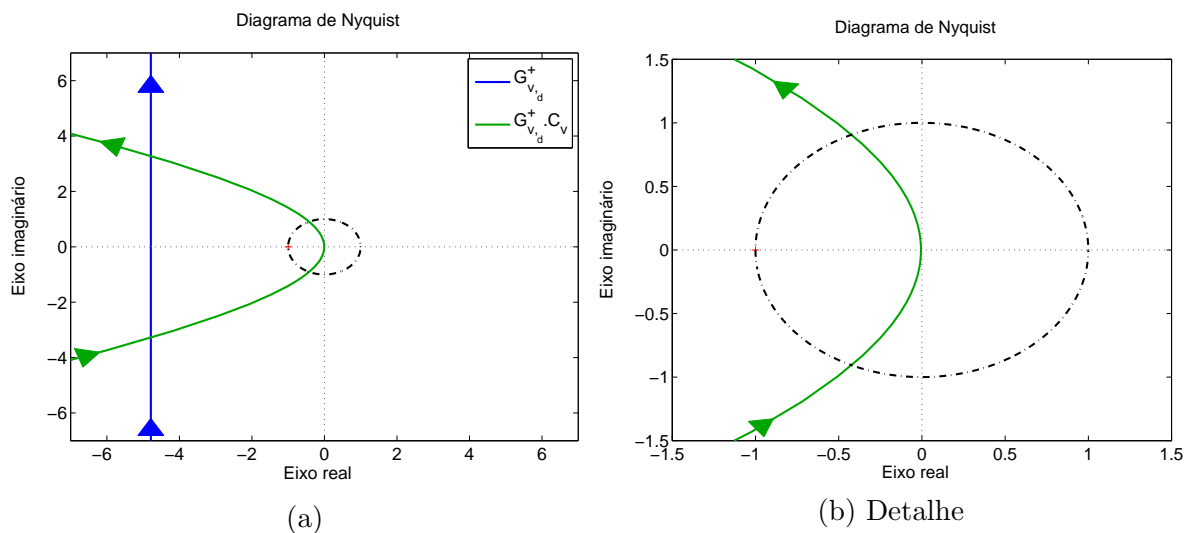 Diagrama de Nyquist
6
4
2
0
−2
−4
−6
−6
−4
−2
0
2
4
6
Eixo real
Eixo imaginário
G⁺v,d
G⁺v,d.Cv
(a)
Diagrama de Nyquist
1.5
1
0.5
0
−0.5
−1
−1.5
−1.5
−1
−0.5
0
0.5
1
1.5
Eixo real
Eixo imaginário
(b) Detalhe